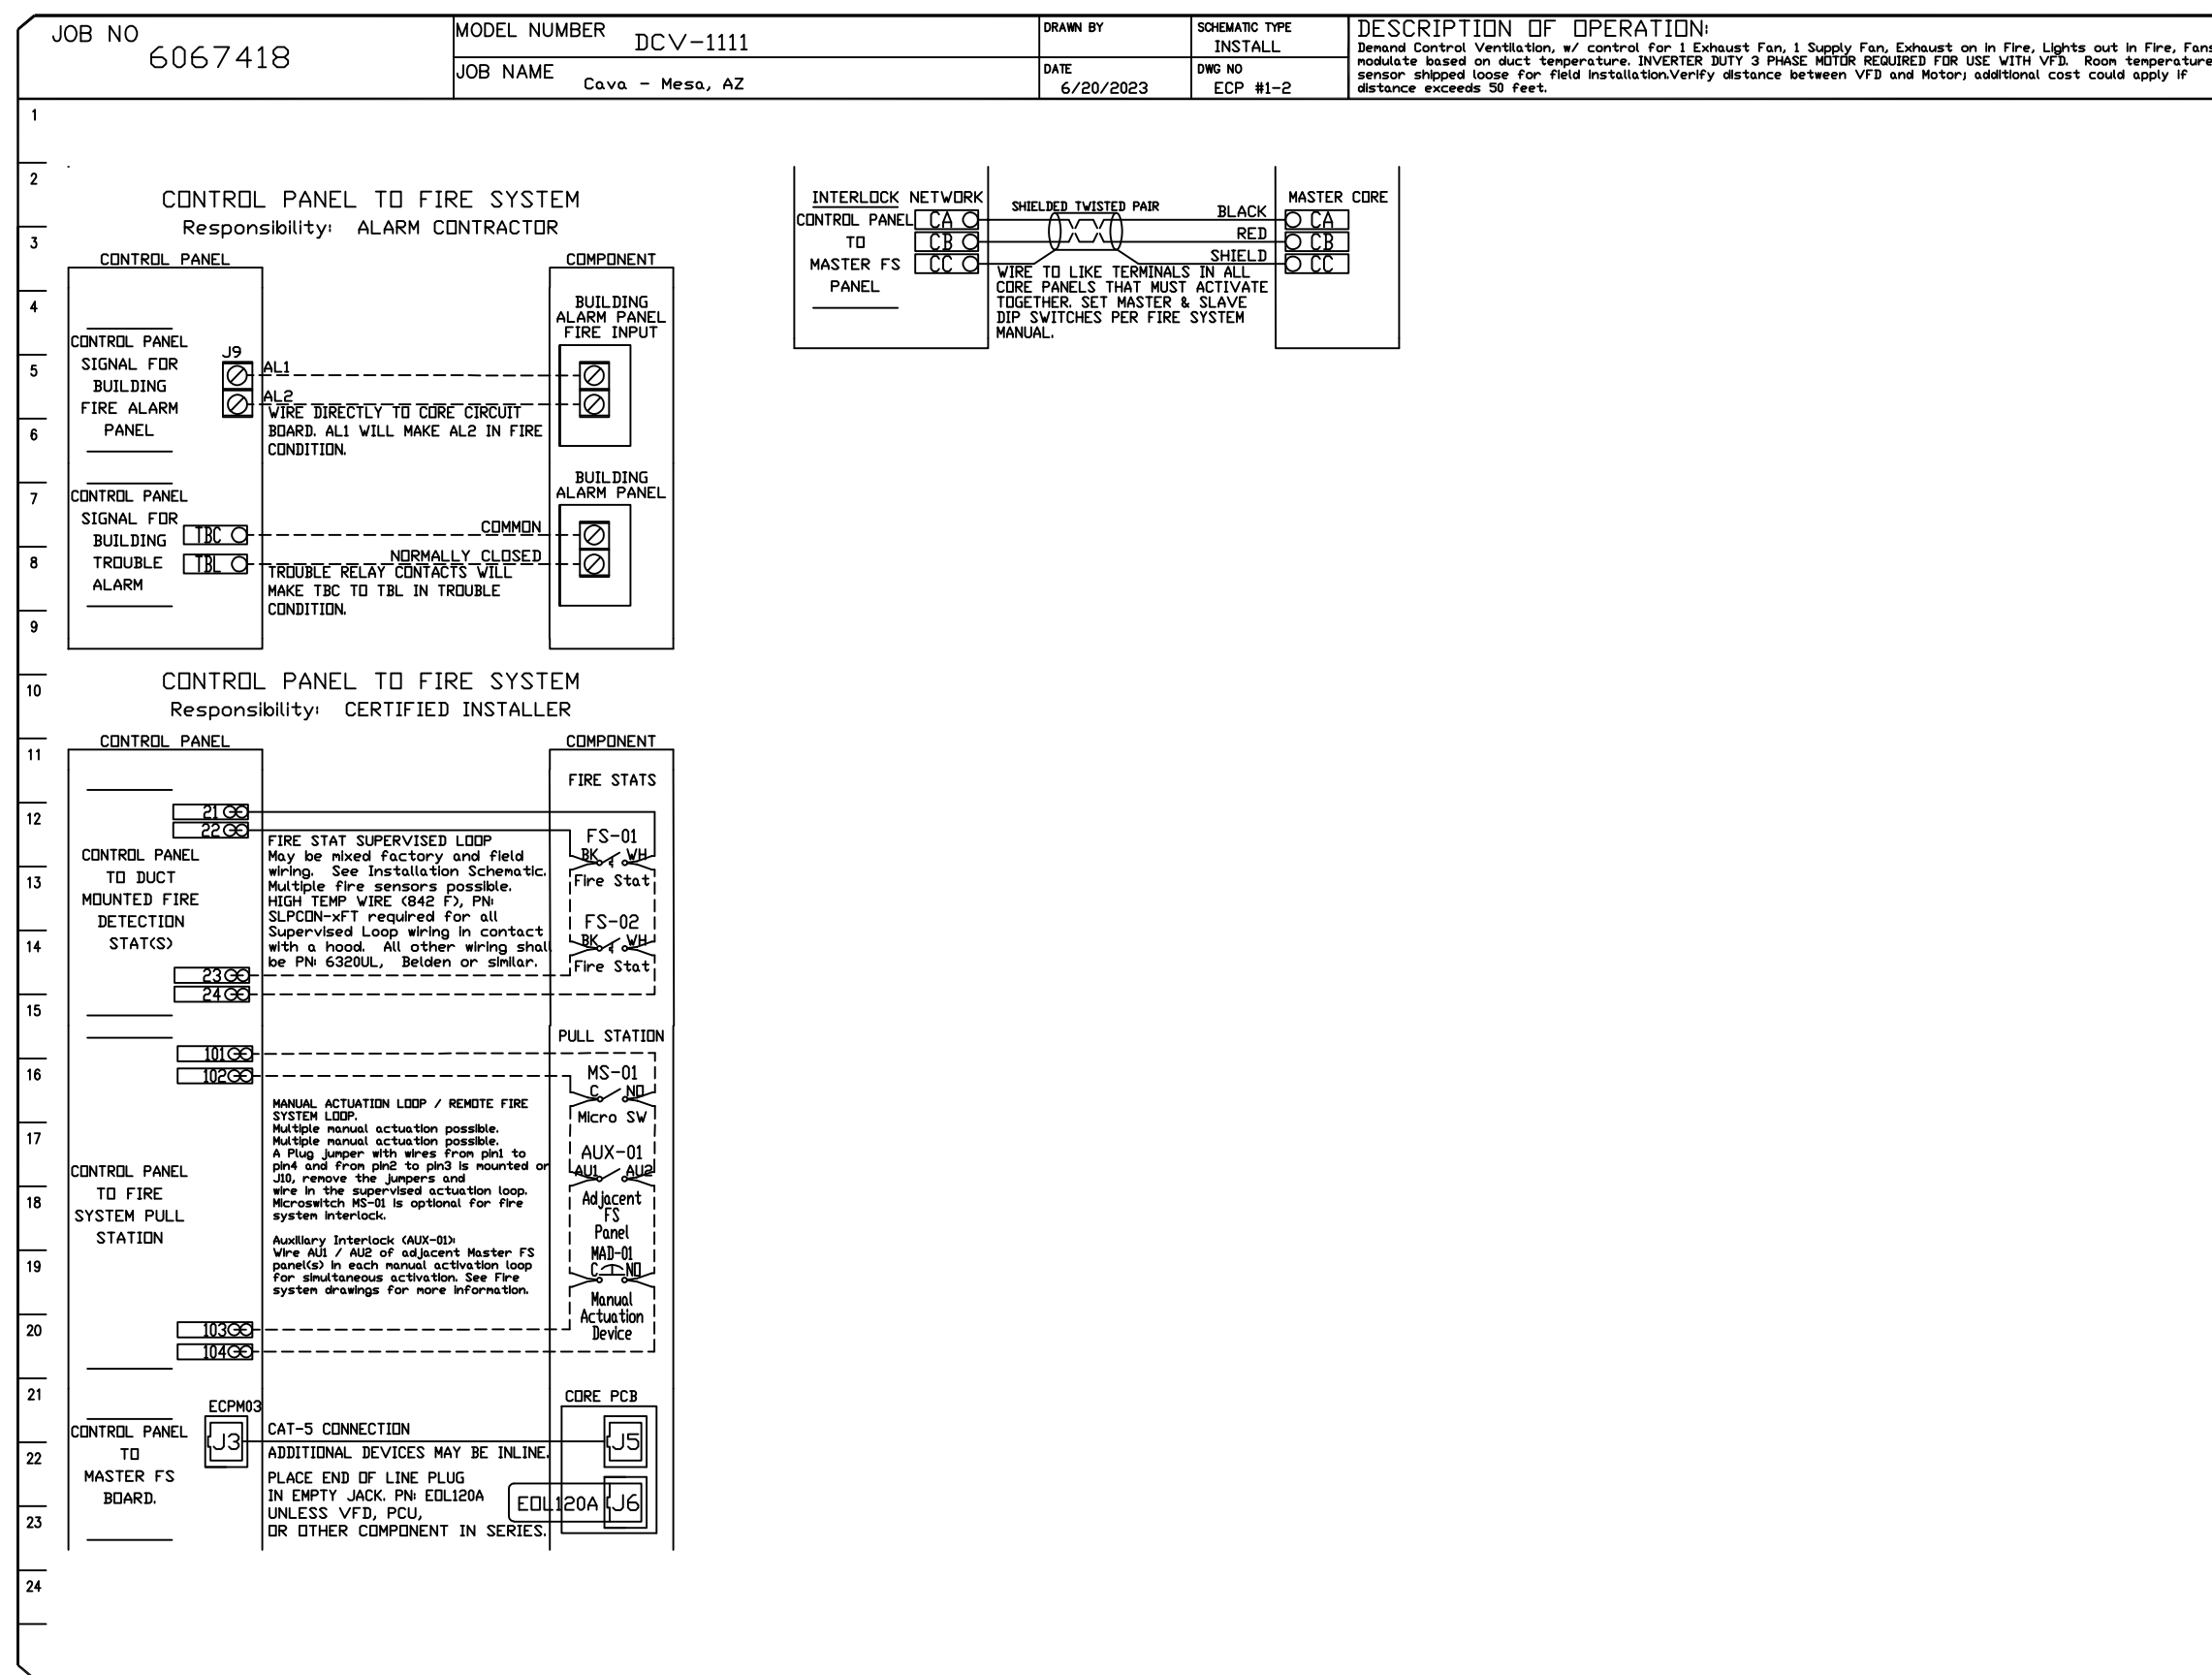 JOB NO
6067418
MODEL NUMBER DCV-1111
JOB NAME Cava - Mesa, AZ
DRAWN BY
DATE
6/20/2023
SCHEMATIC TYPE
INSTALL
DWG NO
ECP #1-2
DESCRIPTION OF OPERATION:
Demand Control Ventilation, w/ control for 1 Exhaust Fan, 1 Supply Fan, Exhaust on in Fire, Lights out in Fire, Fans
modulate based on duct temperature. INVERTER DUTY 3 PHASE MOTOR REQUIRED FOR USE WITH VFD. Room temperature
sensor shipped loose for field installation.Verify distance between VFD and Motor; additional cost could apply if
distance exceeds 50 feet.
1
2
3
4
5
6
7
8
9
10
11
12
13
14
15
16
17
18
19
20
21
22
23
24
CONTROL PANEL TO FIRE SYSTEM
Responsibility: ALARM CONTRACTOR
CONTROL PANEL
COMPONENT
CONTROL PANEL
SIGNAL FOR
BUILDING
FIRE ALARM
PANEL
J9
AL1
AL2
WIRE DIRECTLY TO CORE CIRCUIT
BOARD. AL1 WILL MAKE AL2 IN FIRE
CONDITION.
BUILDING
ALARM PANEL
FIRE INPUT
CONTROL PANEL
SIGNAL FOR
BUILDING
TROUBLE
ALARM
TBC
TBL
COMMON
NORMALLY CLOSED
TROUBLE RELAY CONTACTS WILL
MAKE TBC TO TBL IN TROUBLE
CONDITION.
BUILDING
ALARM PANEL
INTERLOCK NETWORK
CONTROL PANEL
TO
MASTER FS
PANEL
CA
CB
CC
SHIELDED TWISTED PAIR
BLACK
RED
SHIELD
WIRE TO LIKE TERMINALS IN ALL
CORE PANELS THAT MUST ACTIVATE
TOGETHER. SET MASTER & SLAVE
DIP SWITCHES PER FIRE SYSTEM
MANUAL.
MASTER CORE
CA
CB
CC
CONTROL PANEL TO FIRE SYSTEM
Responsibility: CERTIFIED INSTALLER
CONTROL PANEL
COMPONENT
21
22
CONTROL PANEL
TO DUCT
MOUNTED FIRE
DETECTION
STAT(S)
23
24
FIRE STAT SUPERVISED LOOP
May be mixed factory and field
wiring. See Installation Schematic.
Multiple fire sensors possible.
HIGH TEMP WIRE (842 F), PN:
SLPCON-xFT required for all
Supervised Loop wiring in contact
with a hood. All other wiring shall
be PN: 6320UL, Belden or similar.
FIRE STATS
FS-01
BK WH
Fire Stat
FS-02
BK WH
Fire Stat
101
102
CONTROL PANEL
TO FIRE
SYSTEM PULL
STATION
103
104
MANUAL ACTUATION LOOP / REMOTE FIRE
SYSTEM LOOP.
Multiple manual actuation possible.
Multiple manual actuation possible.
A Plug jumper with wires from pin1 to
pin4 and from pin2 to pin3 is mounted on
J10, remove the jumpers and
wire in the supervised actuation loop.
Microswitch MS-01 is optional for fire
system interlock.
Auxiliary Interlock (AUX-01):
Wire AU1 / AU2 of adjacent Master FS
panel(s) in each manual activation loop
for simultaneous activation. See Fire
system drawings for more information.
PULL STATION
MS-01
C NO
Micro SW
AUX-01
AU1 AU2
Adjacent
FS
Panel
MAD-01
C NO
Manual
Actuation
Device
CONTROL PANEL
TO
MASTER FS
BOARD.
ECPM03
J3
CAT-5 CONNECTION
ADDITIONAL DEVICES MAY BE INLINE.
PLACE END OF LINE PLUG
IN EMPTY JACK. PN: EOL120A
UNLESS VFD, PCU,
OR OTHER COMPONENT IN SERIES.
CORE PCB
J5
EOL120A
J6